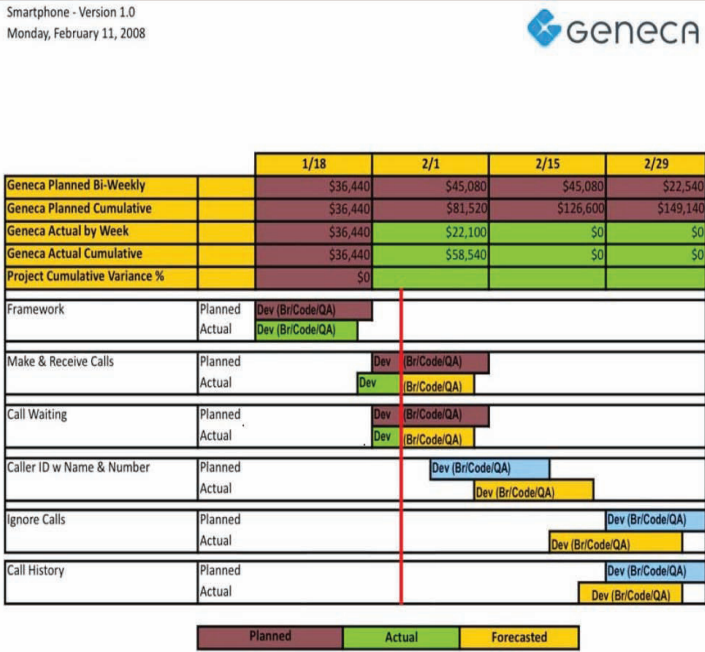 Smartphone - Version 1.0
Monday, February 11, 2008
Geneca
1/18 2/1 2/15 2/29
Geneca Planned Bi-Weekly $36,440 $45,080 $45,080 $22,540
Geneca Planned Cumulative $36,440 $81,520 $126,600 $149,140
Geneca Actual by Week $36,440 $22,100 $0 $0
Geneca Actual Cumulative $36,440 $58,540 $0 $0
Project Cumulative Variance % $0
Framework Planned Dev (Br/Code/QA)
Actual Dev (Br/Code/QA)
Make & Receive Calls Planned Dev (Br/Code/QA)
Actual Dev (Br/Code/QA)
Call Waiting Planned Dev (Br/Code/QA)
Actual Dev (Br/Code/QA)
Caller ID w Name & Number Planned Dev (Br/Code/QA)
Actual Dev (Br/Code/QA)
Ignore Calls Planned Dev (Br/Code/QA)
Actual Dev (Br/Code/QA)
Call History Planned Dev (Br/Code/QA)
Actual Dev (Br/Code/QA)
Planned Actual Forecasted